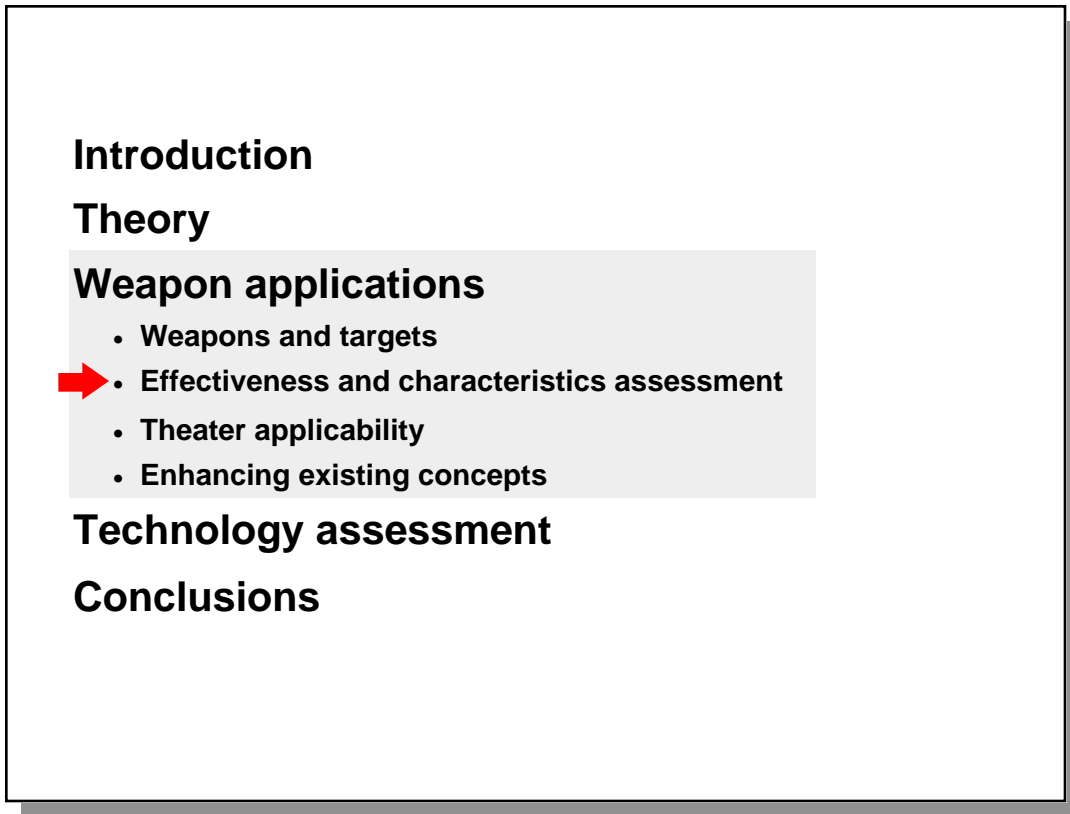 Introduction
Theory
Weapon applications
• Weapons and targets
• Effectiveness and characteristics assessment
• Theater applicability
• Enhancing existing concepts
Technology assessment
Conclusions